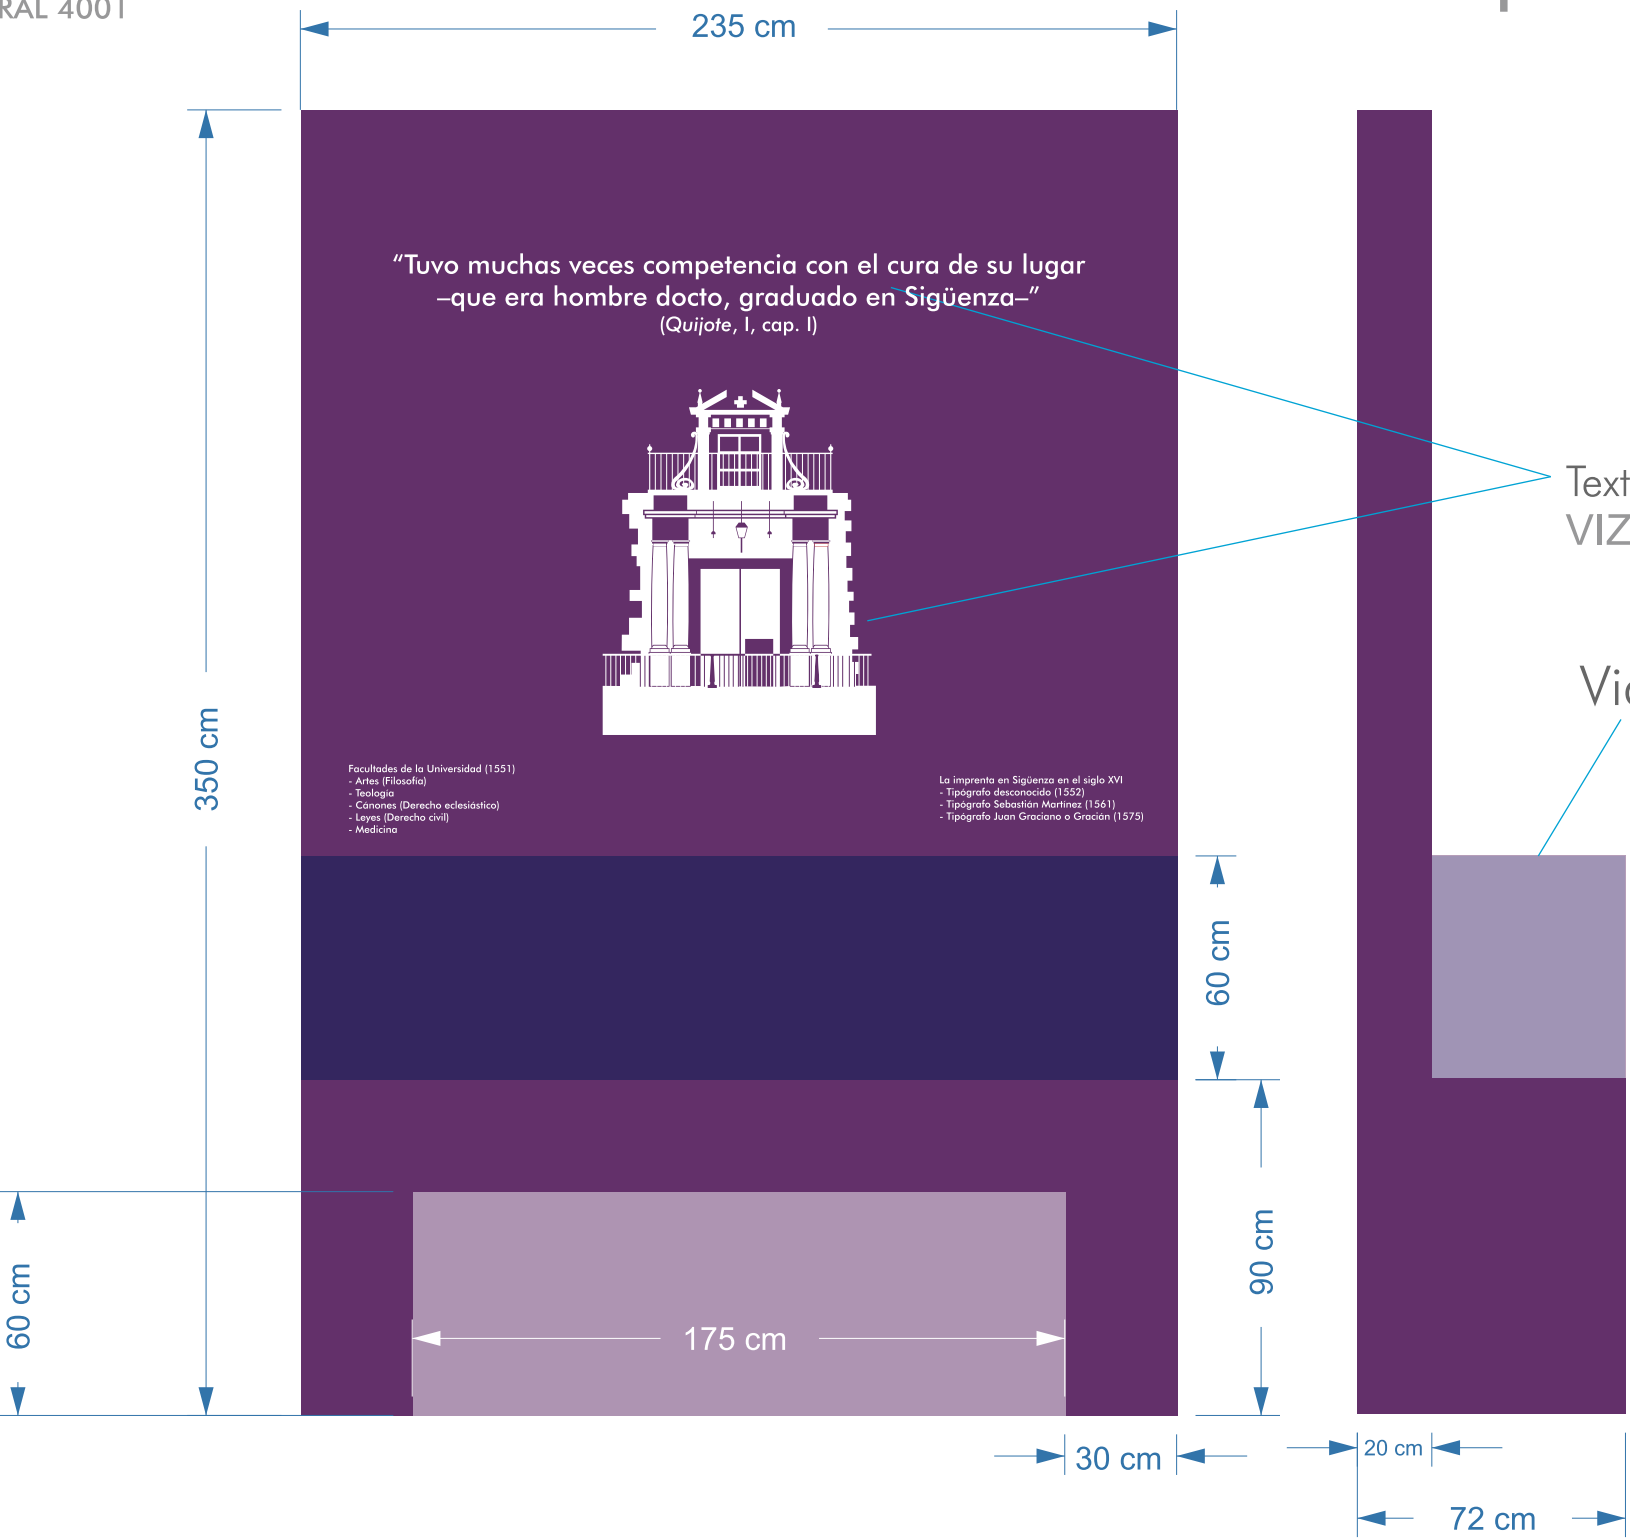 RAL 4001
235 cm
“Tuvo muchas veces competencia con el cura de su lugar
–que era hombre docto, graduado en Sigüenza–”
(Quijote, I, cap. I)
VIZ
350 cm
Facultades de la Universidad (1551)
- Artes (Filosofía)
- Teología
- Cánones (Derecho eclesiástico)
- Leyes (Derecho civil)
- Medicina
La imprenta en Sigüenza en el siglo XVI
- Tipógrafo desconocido (1552)
- Tipógrafo Sebastián Martínez (1561)
- Tipógrafo Juan Graciano o Gracián (1575)
60 cm
90 cm
60 cm
175 cm
30 cm
20 cm
72 cm